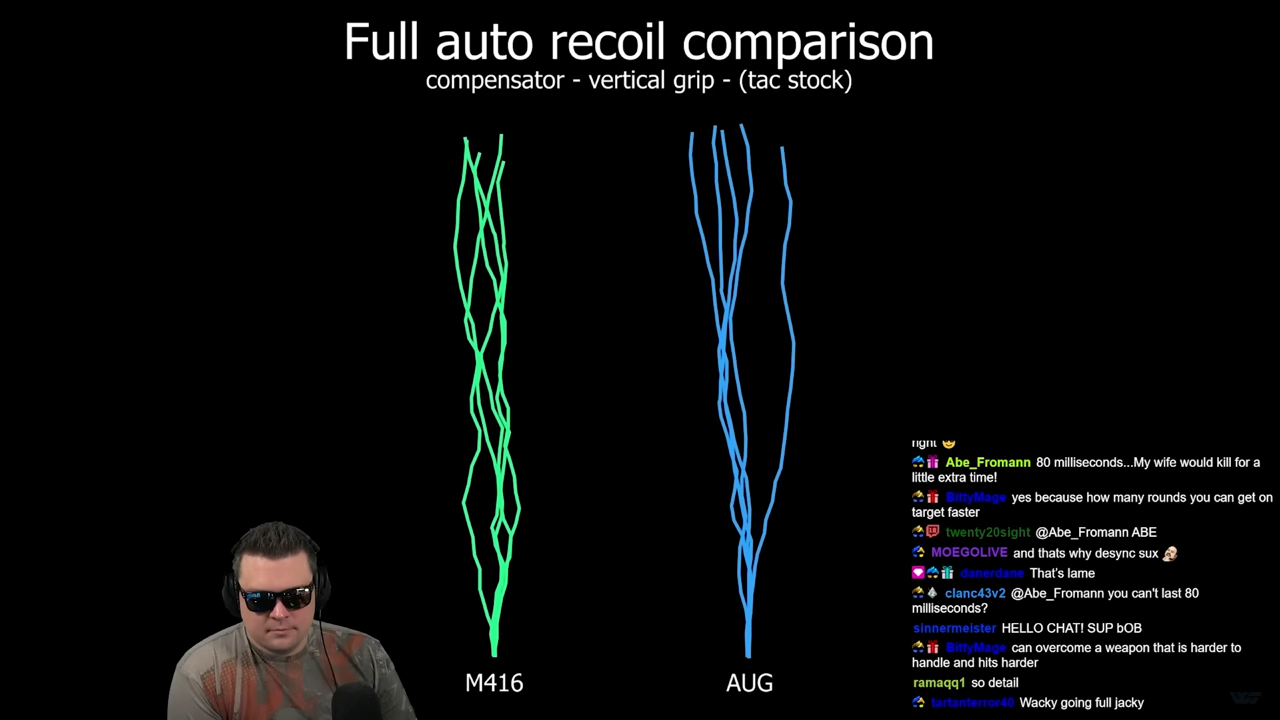 Full auto recoil comparison
compensator - vertical grip - (tac stock)
M416
AUG
right
Abe_Fromann 80 milliseconds...My wife would kill for a
little extra time!
BittyMage yes because how many rounds you can get on
target faster
twenty20sight @Abe_Fromann ABE
MOEGOLIVE and thats why desync sux
danerdane That's lame
clanc43v2 @Abe_Fromann you can't last 80
milliseconds?
sinnermeister HELLO CHAT! SUP bOB
BittyMage can overcome a weapon that is harder to
handle and hits harder
ramaqq1 so detail
tartanterror40 Wacky going full jacky